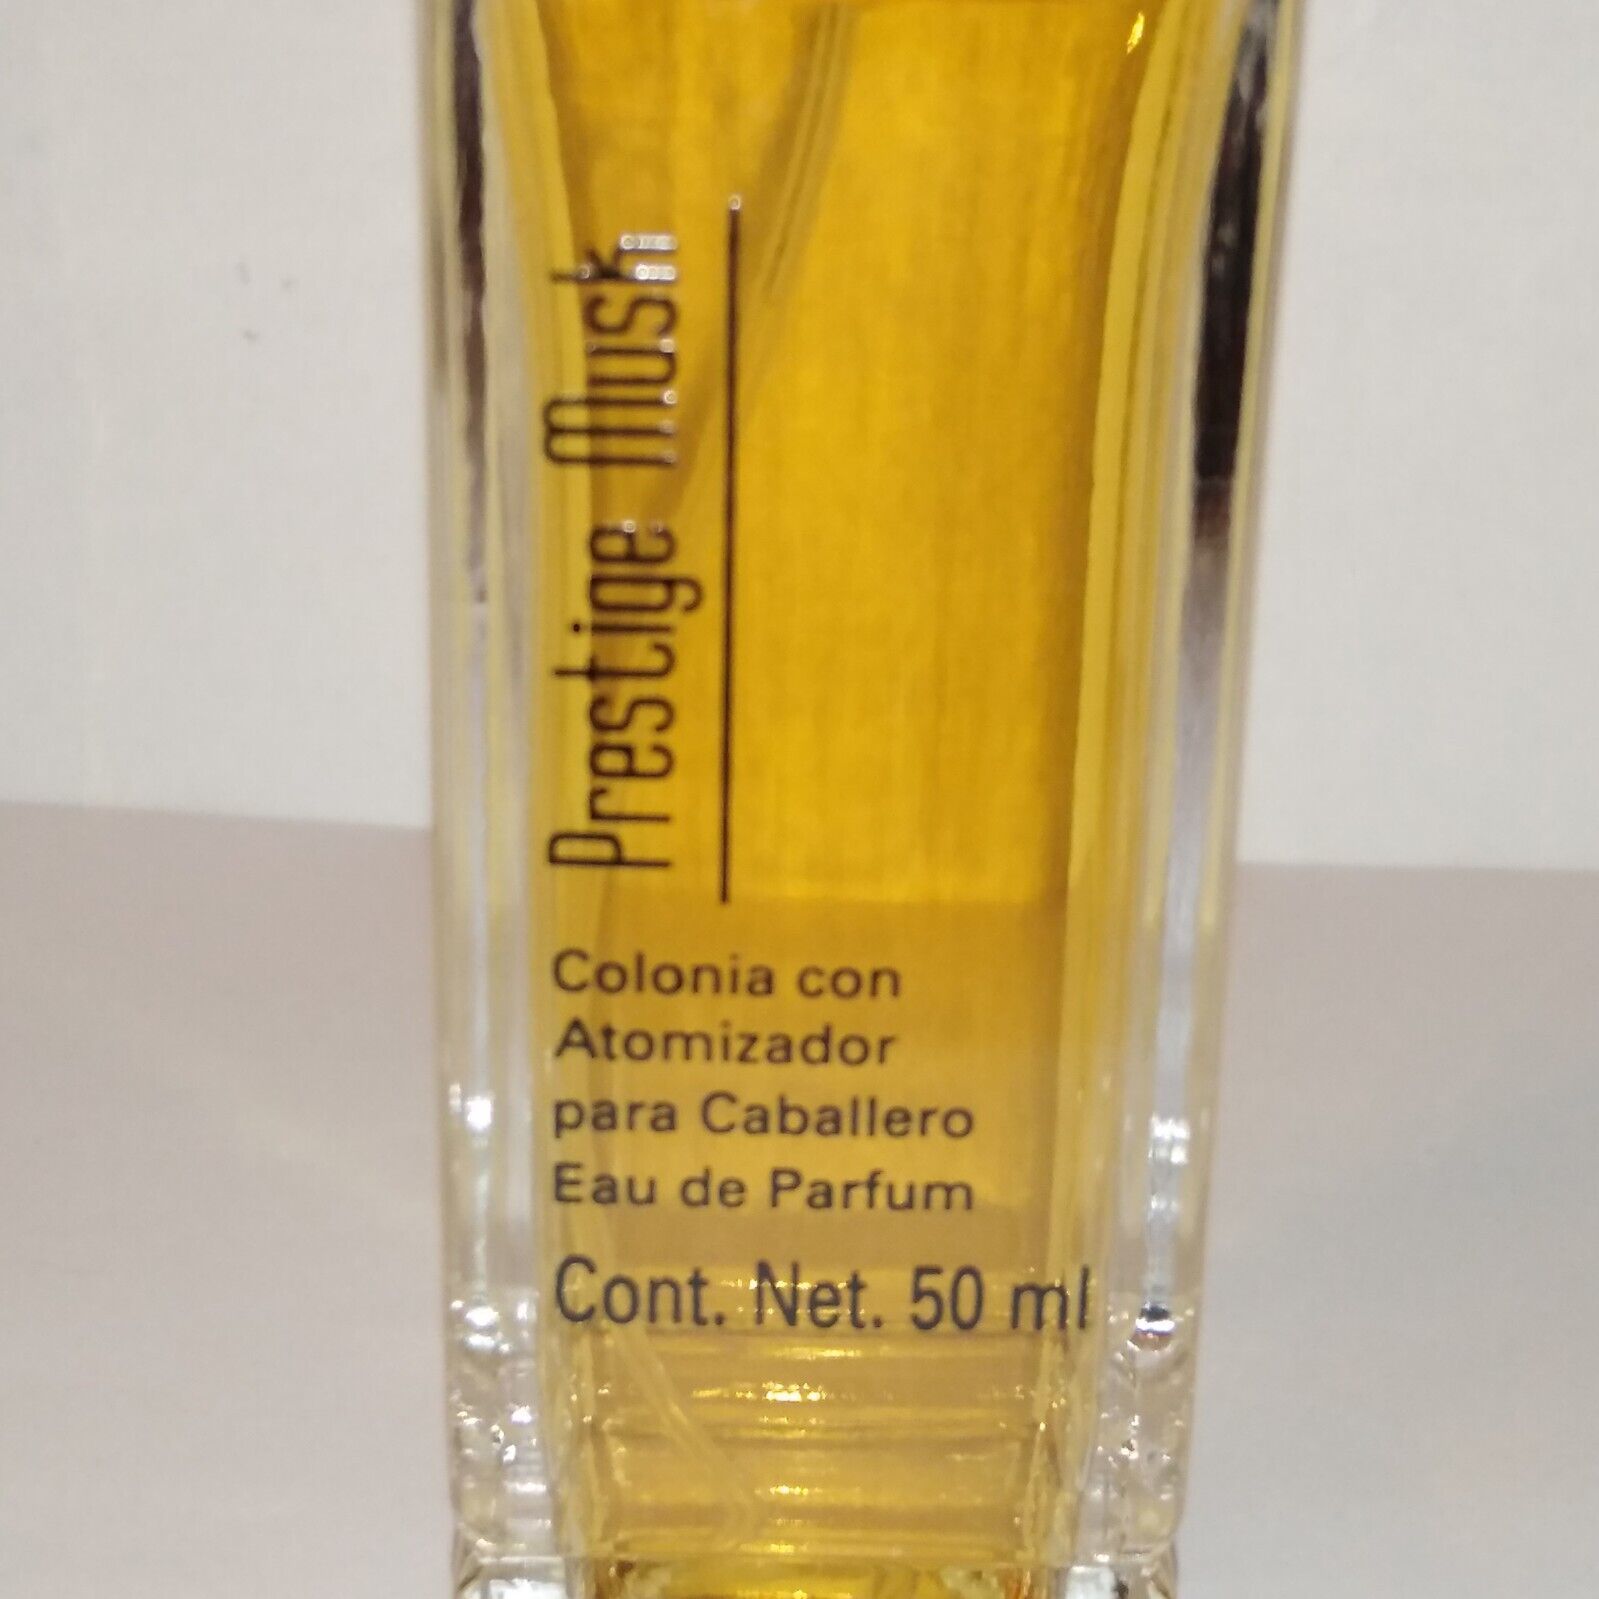 Prestige Musk
Colonia con
Atomizador
para Caballero
Eau de Parfum
Cont. Net. 50 ml